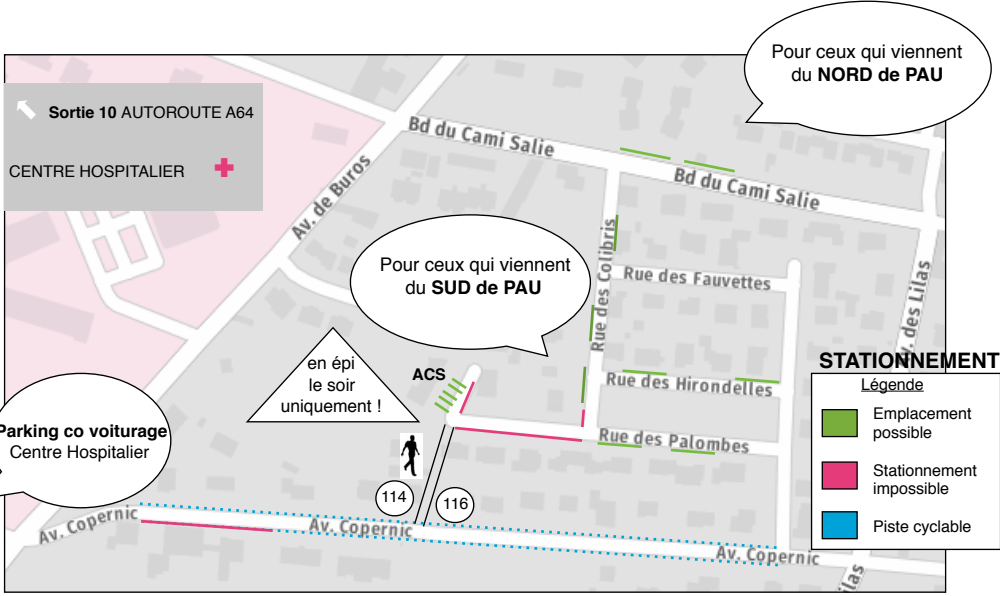 Pour ceux qui viennent
du NORD de PAU
Sortie 10 AUTOROUTE A64
CENTRE HOSPITALIER
Bd du Cami Salie
Bd du Cami Salie
Av. de Buros
Rue des Colibris
Rue des Fauvettes
Pour ceux qui viennent
du SUD de PAU
v. des Lilas
en épi
le soir
uniquement !
ACS
Rue des Hirondelles
Rue des Palombes
STATIONNEMENT
Légende
Emplacement
possible
Stationnement
impossible
Piste cyclable
Parking co voiturage
Centre Hospitalier
114
116
Av. Copernic
Av. Copernic
Av. Copernic
ilas